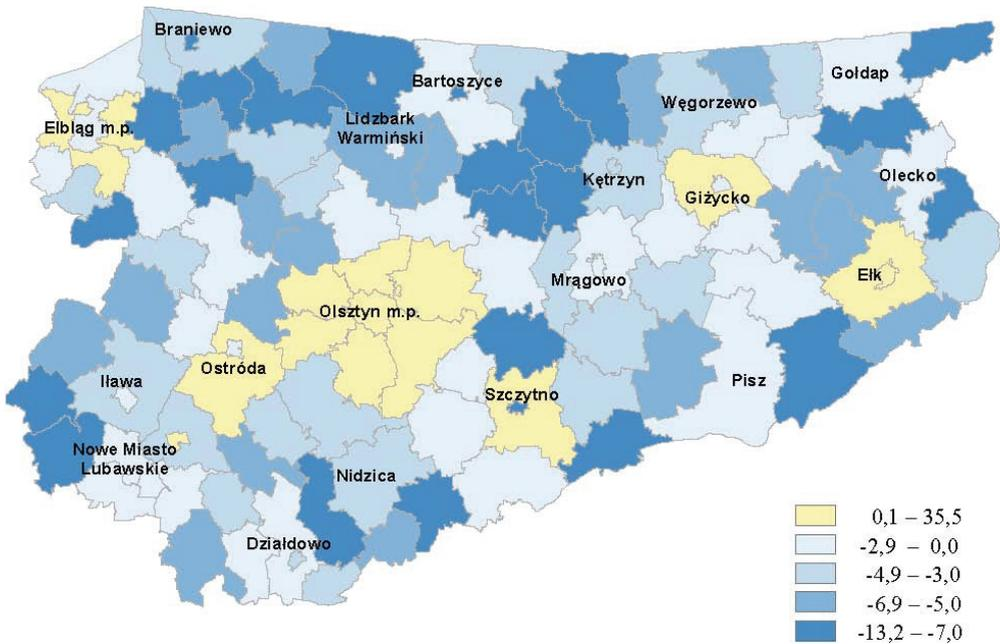 Braniewo
Bartoszyce
Gołdap
Węgorzewo
Elbląg m.p.
Lidzbark
Warmiński
Kętrzyn
Olecko
Giżycko
Mrągowo
Ełk
Olsztyn m.p.
Ostróda
Iława
Szczytno
Pisz
Nowe Miasto
Lubawskie
Nidzica
Działdowo
0,1 – 35,5
-2,9 – 0,0
-4,9 – -3,0
-6,9 – -5,0
-13,2 – -7,0